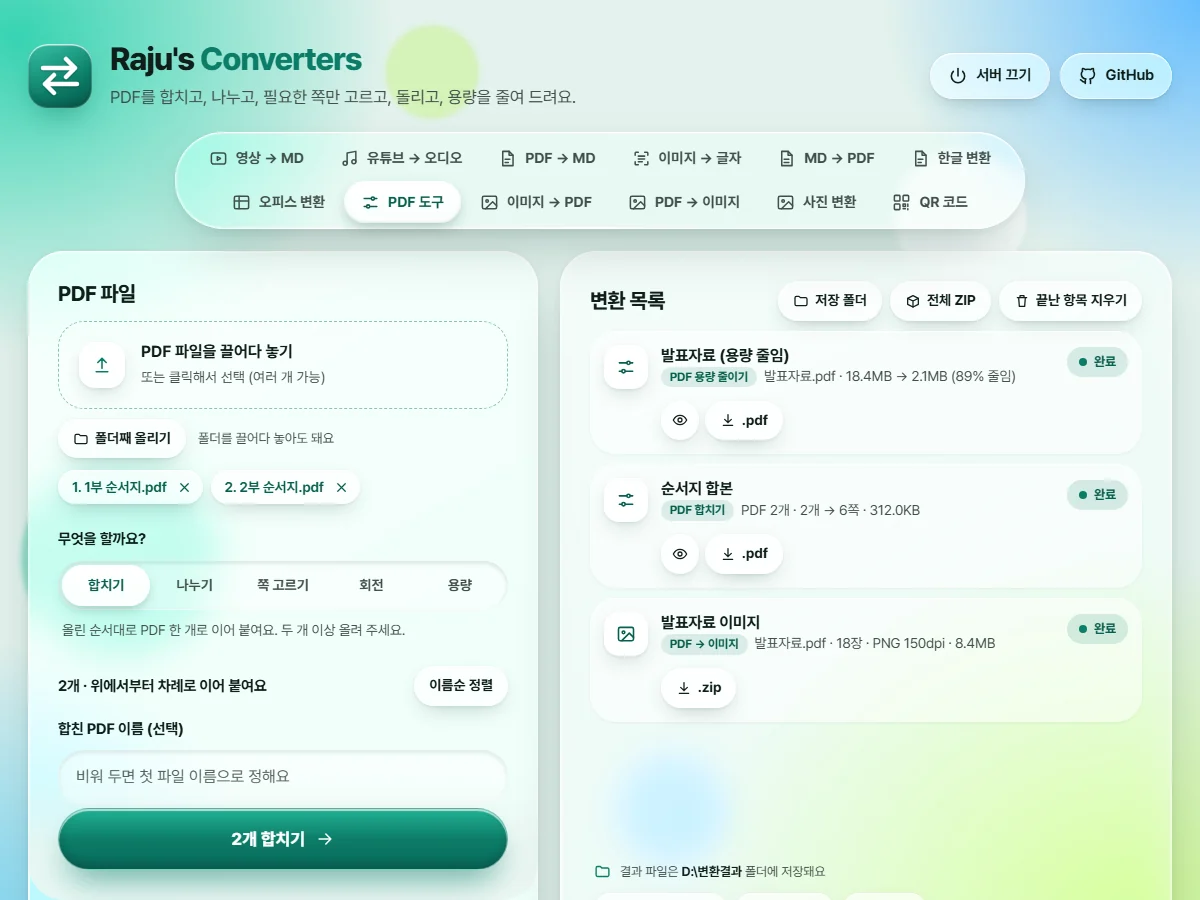 Raju's Converters
PDF를 합치고, 나누고, 필요한 쪽만 고르고, 돌리고, 용량을 줄여 드려요.
서버 끄기
GitHub
영상 → MD
유튜브 → 오디오
PDF → MD
이미지 → 글자
MD → PDF
한글 변환
오피스 변환
PDF 도구
이미지 → PDF
PDF → 이미지
사진 변환
QR 코드
PDF 파일
PDF 파일을 끌어다 놓기
또는 클릭해서 선택 (여러 개 가능)
폴더째 올리기
폴더를 끌어다 놓아도 돼요
1. 1부 순서지.pdf ×
2. 2부 순서지.pdf ×
무엇을 할까요?
합치기
나누기
쪽 고르기
회전
용량
올린 순서대로 PDF 한 개로 이어 붙여요. 두 개 이상 올려 주세요.
2개 · 위에서부터 차례로 이어 붙여요
이름순 정렬
합친 PDF 이름 (선택)
비워 두면 첫 파일 이름으로 정해요
2개 합치기 →
변환 목록
저장 폴더
전체 ZIP
끝난 항목 지우기
발표자료 (용량 줄임)
PDF 용량 줄이기 발표자료.pdf · 18.4MB → 2.1MB (89% 줄임)
완료
.pdf
순서지 합본
PDF 합치기 PDF 2개 · 2개 → 6쪽 · 312.0KB
완료
.pdf
발표자료 이미지
PDF → 이미지 발표자료.pdf · 18장 · PNG 150dpi · 8.4MB
완료
.zip
결과 파일은 D:\변환결과 폴더에 저장돼요